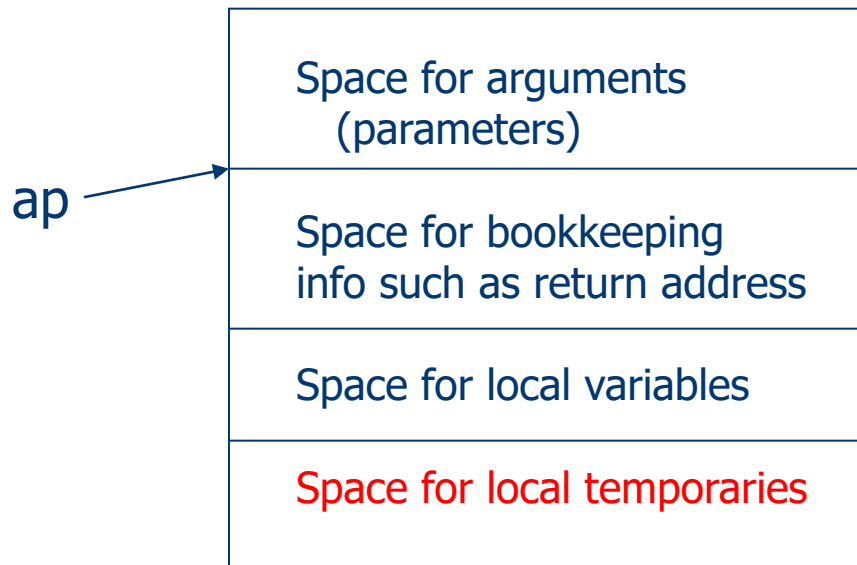 Space for arguments
(parameters)
ap
Space for bookkeeping
info such as return address
Space for local variables
Space for local temporaries